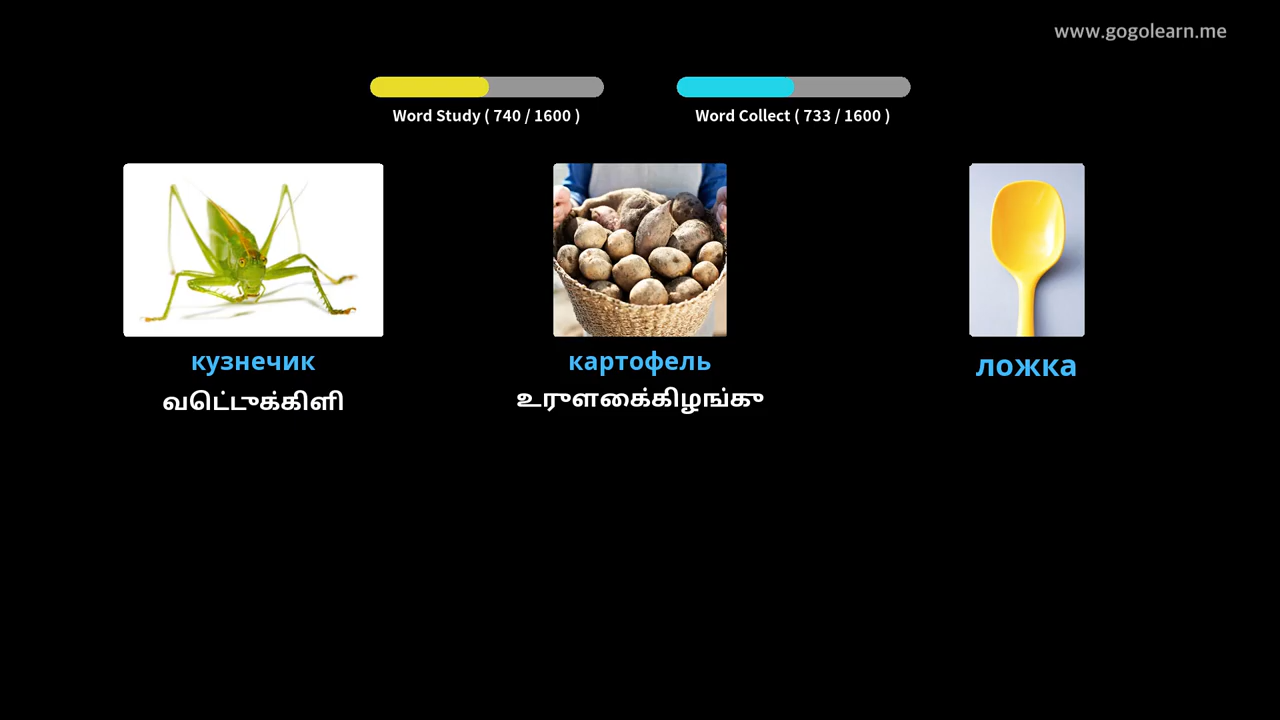 www.gogolearn.me
Word Study ( 740 / 1600 )
Word Collect ( 733 / 1600 )
кузнечик
картофель
ложка
வெட்டுக்கிளி
உருளைக்கிழங்கு